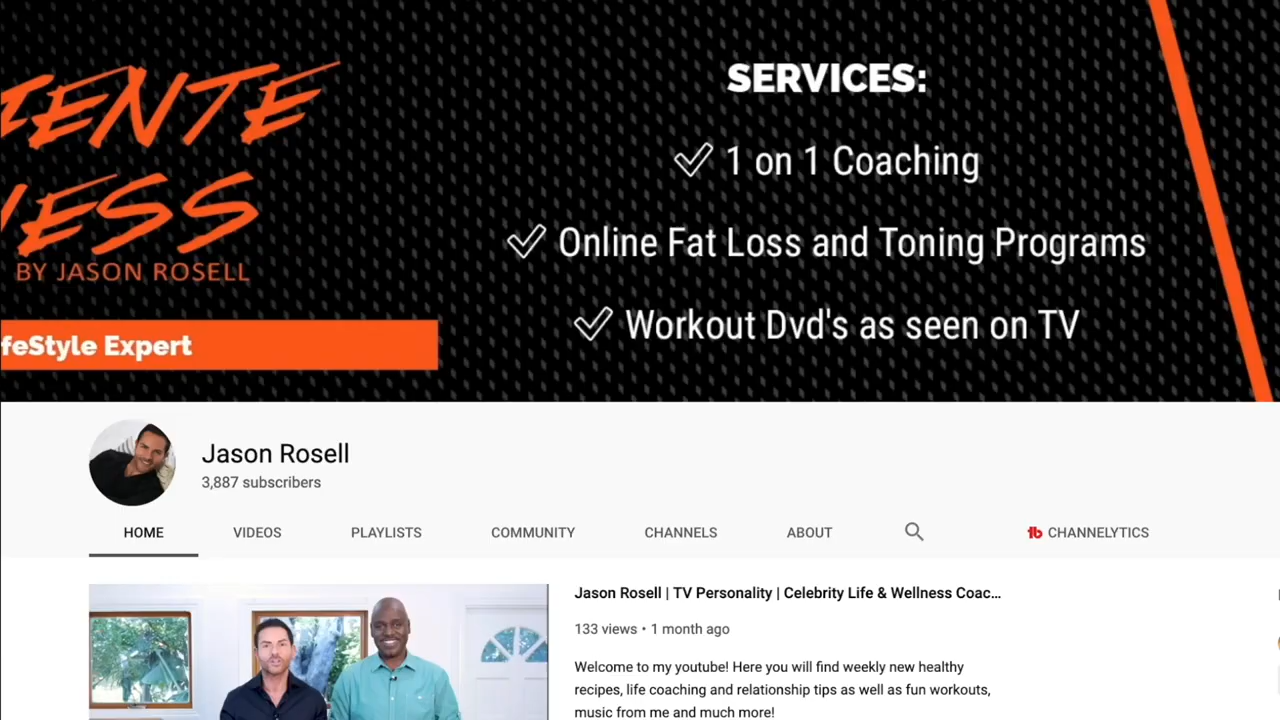 IENTE
NESS
BY JASON ROSELL
feStyle Expert
SERVICES:
1 on 1 Coaching
Online Fat Loss and Toning Programs
Workout Dvd's as seen on TV
Jason Rosell
3,887 subscribers
HOME VIDEOS PLAYLISTS COMMUNITY CHANNELS ABOUT CHANNELYTICS
Jason Rosell | TV Personality | Celebrity Life & Wellness Coac...
133 views • 1 month ago
Welcome to my youtube! Here you will find weekly new healthy
recipes, life coaching and relationship tips as well as fun workouts,
music from me and much more!